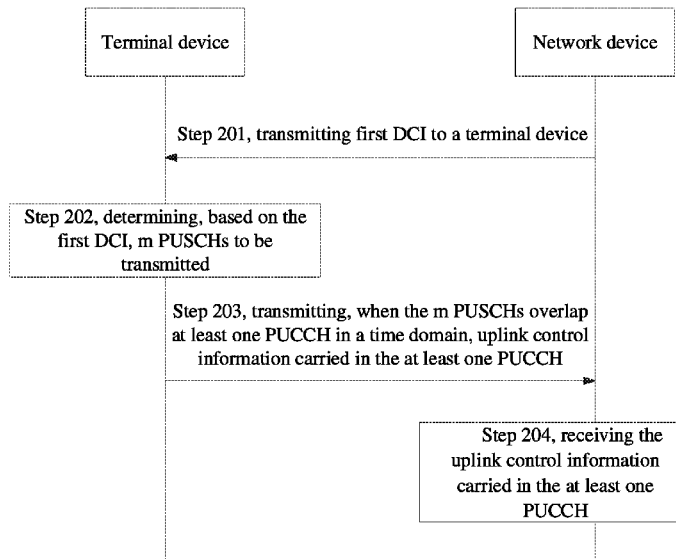 Terminal device
Network device
Step 201, transmitting first DCI to a terminal device
Step 202, determining, based on the
first DCI, m PUSCHs to be
transmitted
Step 203, transmitting, when the m PUSCHs overlap
at least one PUCCH in a time domain, uplink control
information carried in the at least one PUCCH
Step 204, receiving the
uplink control information
carried in the at least one
PUCCH